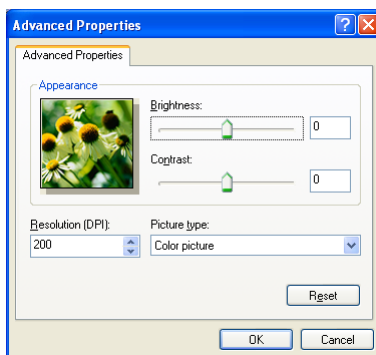 Advanced Properties
Advanced Properties
Appearance
Brightness:
0
Contrast:
0
Resolution (DPI):
Picture type:
200
Color picture
Reset
OK
Cancel